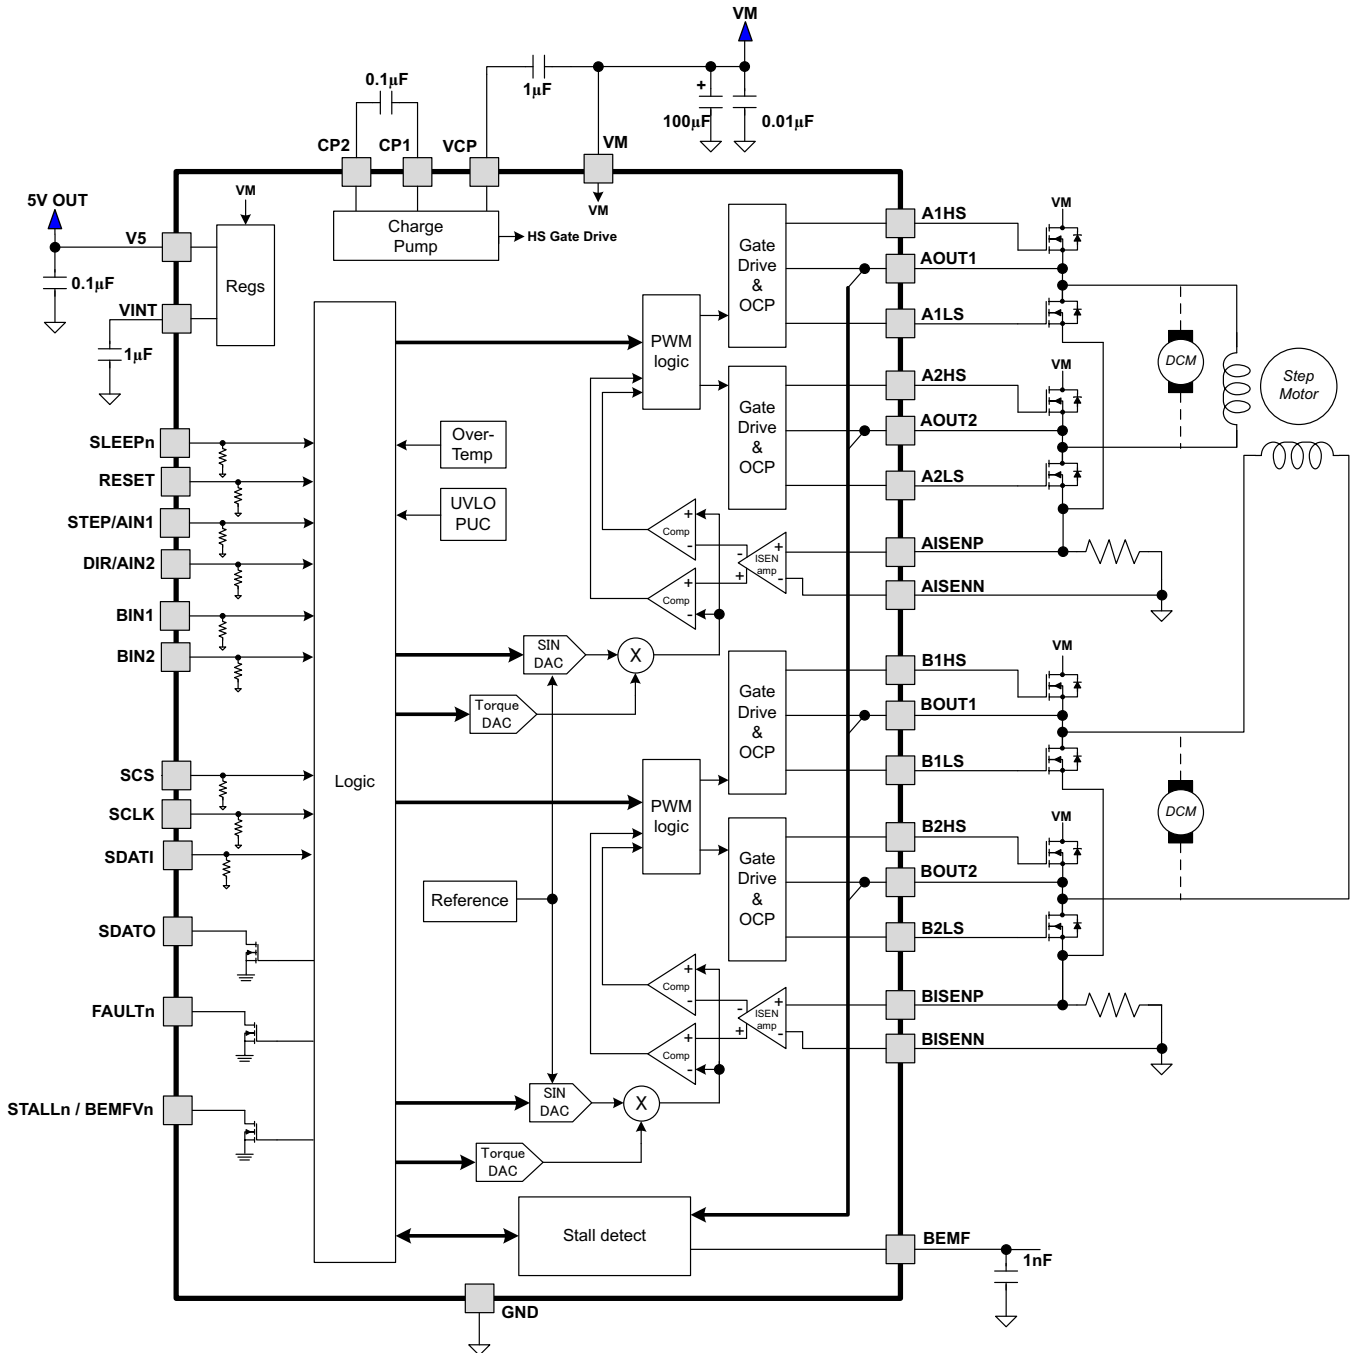 VM
0.1µF
1µF
+
100µF
0.01µF
CP2
CP1
VCP
VM
5V OUT
VM
VM
Charge
Pump
HS Gate Drive
V5
0.1µF
Regs
VINT
1µF
SLEEPn
RESET
STEP/AIN1
DIR/AIN2
BIN1
BIN2
SCS
SCLK
SDATI
SDATO
FAULTn
STALLn / BEMFVn
Logic
Over-
Temp
UVLO
PUC
PWM
logic
Gate
Drive
&
OCP
Gate
Drive
&
OCP
+
Comp
-
+
Comp
-
-
+
ISEN
amp
+
-
SIN
DAC
X
Torque
DAC
PWM
logic
Gate
Drive
&
OCP
Gate
Drive
&
OCP
Reference
+
Comp
-
+
Comp
-
-
+
ISEN
amp
+
-
SIN
DAC
X
Torque
DAC
Stall detect
A1HS
AOUT1
A1LS
A2HS
AOUT2
A2LS
AISENP
AISENN
B1HS
BOUT1
B1LS
B2HS
BOUT2
B2LS
BISENP
BISENN
BEMF
1nF
GND
VM
VM
DCM
Step
Motor
VM
VM
DCM